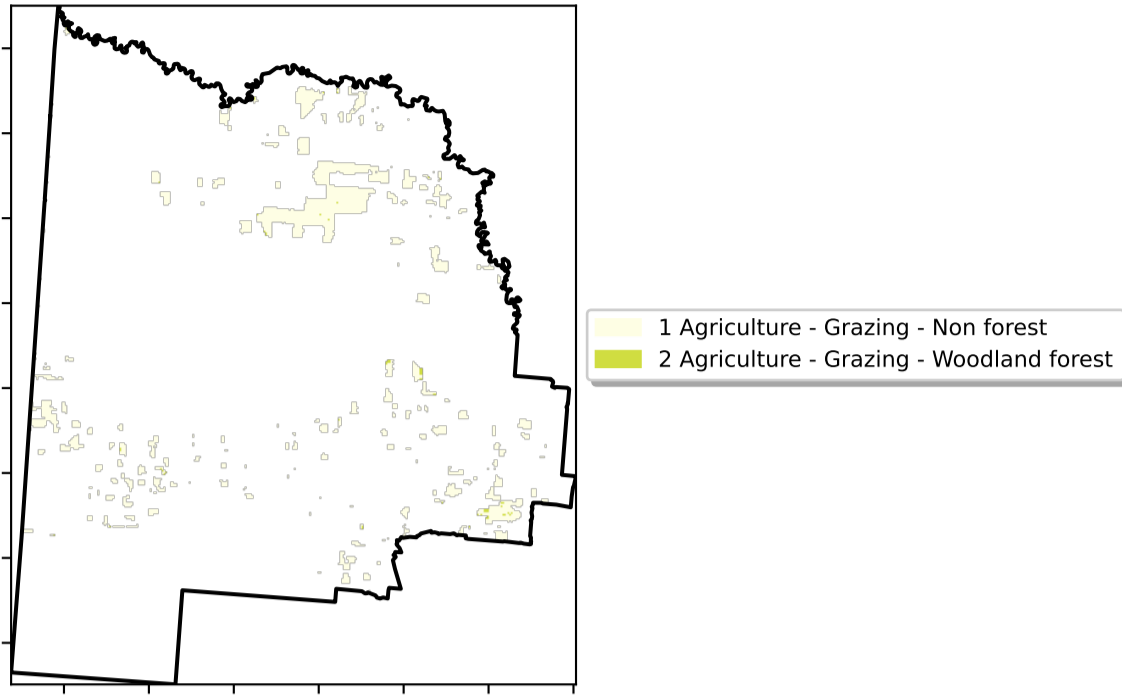 1 Agriculture - Grazing - Non forest
2 Agriculture - Grazing - Woodland forest